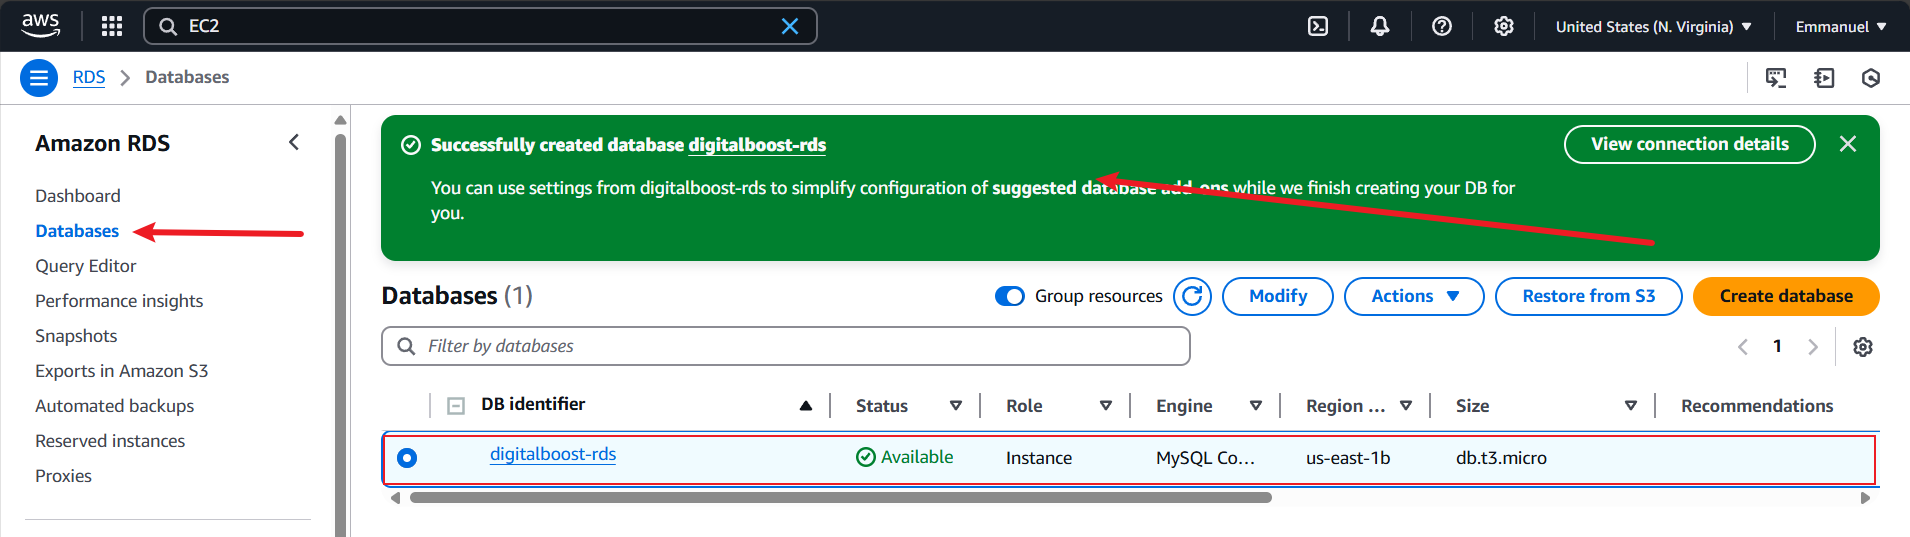 aws
EC2
United States (N. Virginia)
Emmanuel
RDS
Databases
Amazon RDS
Dashboard
Databases
Query Editor
Performance insights
Snapshots
Exports in Amazon S3
Automated backups
Reserved instances
Proxies
Successfully created database digitalboost-rds
View connection details
You can use settings from digitalboost-rds to simplify configuration of suggested database add-ons while we finish creating your DB for
you.
Databases (1)
Group resources
Modify
Actions
Restore from S3
Create database
Filter by databases
1
DB identifier
Status
Role
Engine
Region ...
Size
Recommendations
digitalboost-rds
Available
Instance
MySQL Co...
us-east-1b
db.t3.micro